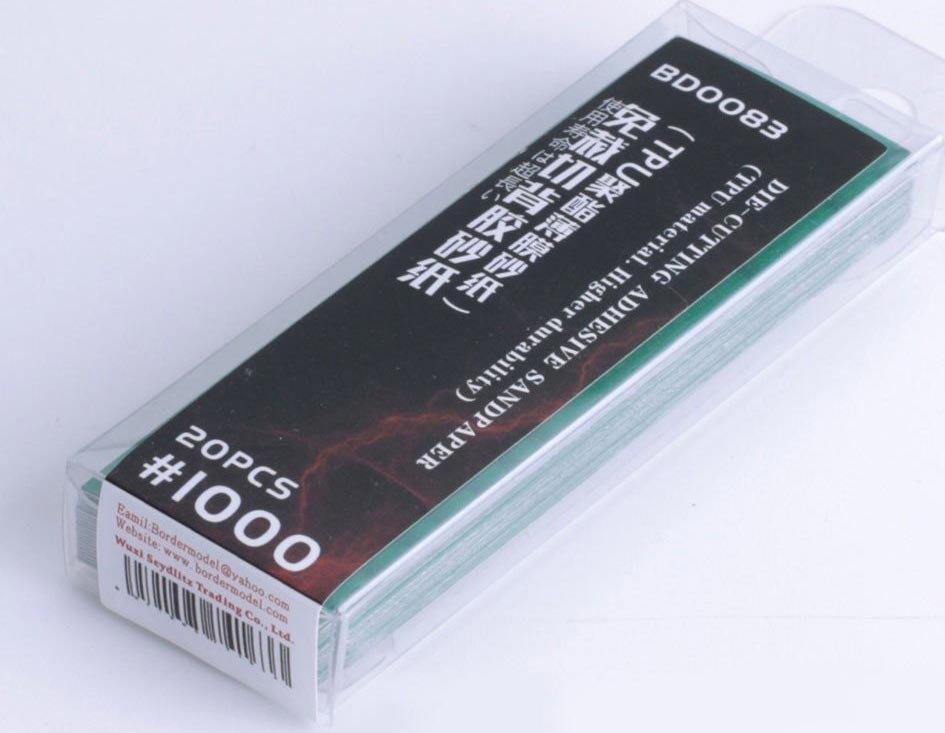 BD0083
DIE-CUTTING ADHESIVE SANDPAPER
(TPU material. Higher durability)
(TPU聚酯薄膜砂纸)
免裁切背胶砂纸
使用寿命は超長い
20PCS
#1000
Eamil:Bordermodel@yahoo.com
Website: www.bordermodel.com
Wuxi Seydlitz Trading Co., Ltd.